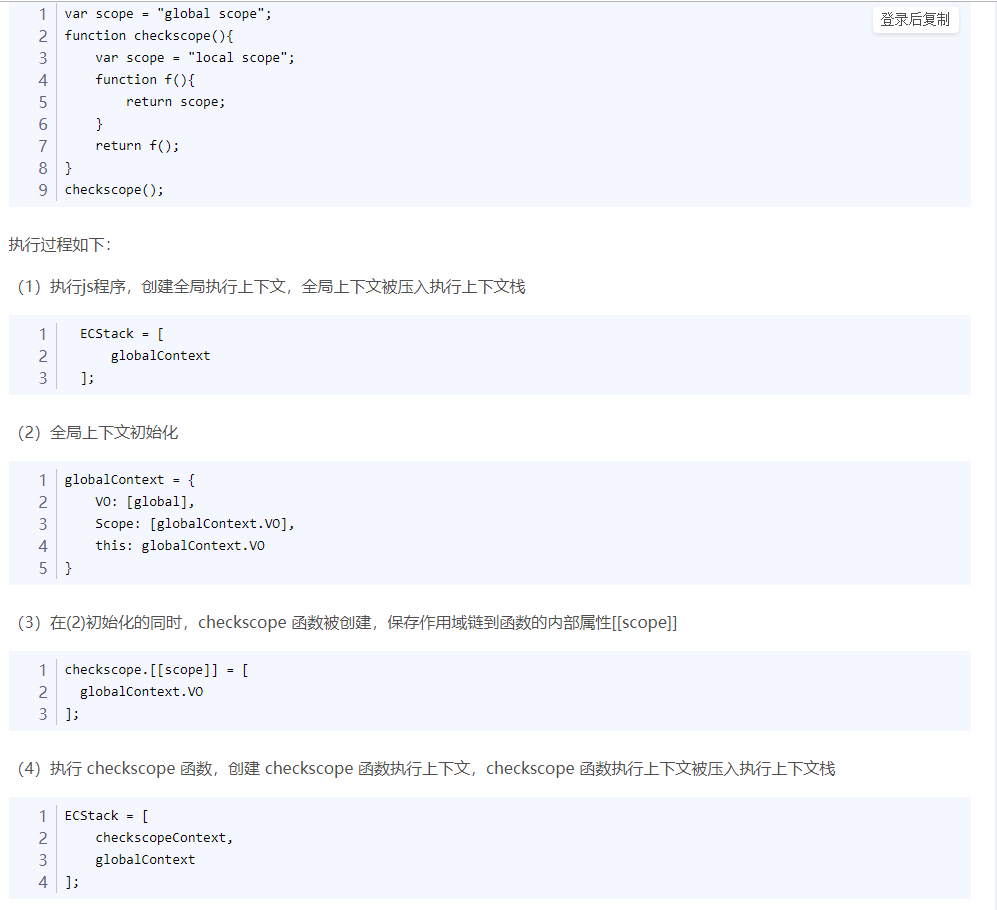 1 var scope = "global scope";
登录后复制
2 function checkscope(){
3     var scope = "local scope";
4     function f(){
5         return scope;
6     }
7     return f();
8 }
9 checkscope();
执行过程如下：
（1）执行js程序，创建全局执行上下文，全局上下文被压入执行上下文栈
1   ECStack = [
2       globalContext
3   ];
（2）全局上下文初始化
1 globalContext = {
2     VO: [global],
3     Scope: [globalContext.VO],
4     this: globalContext.VO
5 }
（3）在(2)初始化的同时，checkscope 函数被创建，保存作用域链到函数的内部属性[[scope]]
1 checkscope.[[scope]] = [
2   globalContext.VO
3 ];
（4）执行 checkscope 函数，创建 checkscope 函数执行上下文，checkscope 函数执行上下文被压入执行上下文栈
1 ECStack = [
2     checkscopeContext,
3     globalContext
4 ];